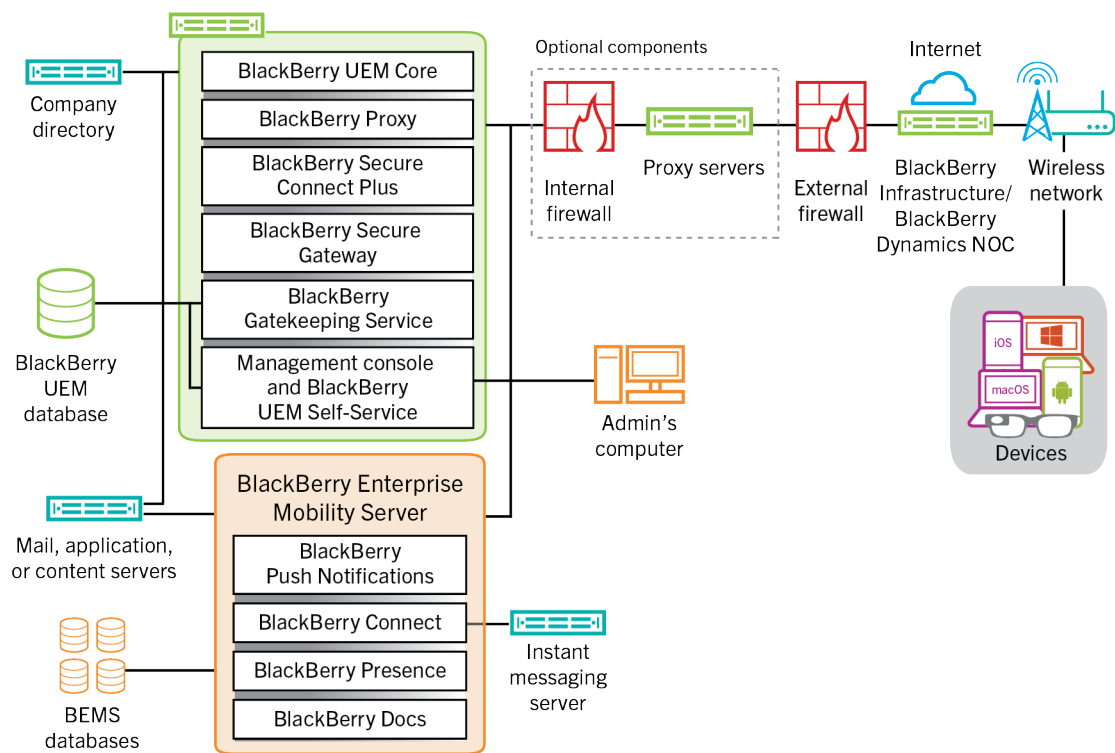 Company
directory
BlackBerry UEM Core
BlackBerry Proxy
BlackBerry Secure
Connect Plus
BlackBerry Secure
Gateway
BlackBerry
Gatekeeping Service
Management console
and BlackBerry
UEM Self-Service
BlackBerry
UEM
database
Optional components
Internal
firewall
Proxy servers
External
firewall
Internet
BlackBerry
Infrastructure/
BlackBerry
Dynamics NOC
Wireless
network
iOS
macOS
Devices
Admin's
computer
Mail, application,
or content servers
BlackBerry Enterprise
Mobility Server
BlackBerry
Push Notifications
BlackBerry Connect
BlackBerry Presence
BlackBerry Docs
Instant
messaging
server
BEMS
databases